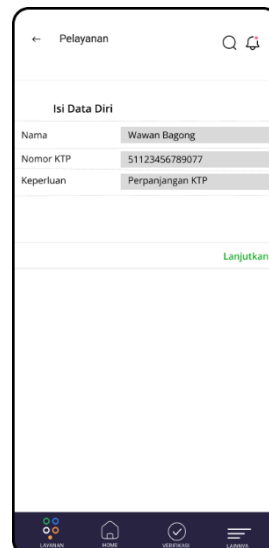 ← Pelayanan
Isi Data Diri
Nama Wawan Bagong
Nomor KTP 51123456789077
Keperluan Perpanjangan KTP
Lanjutkan
LAYANAN HOME VERIFIKASI LAINNYA